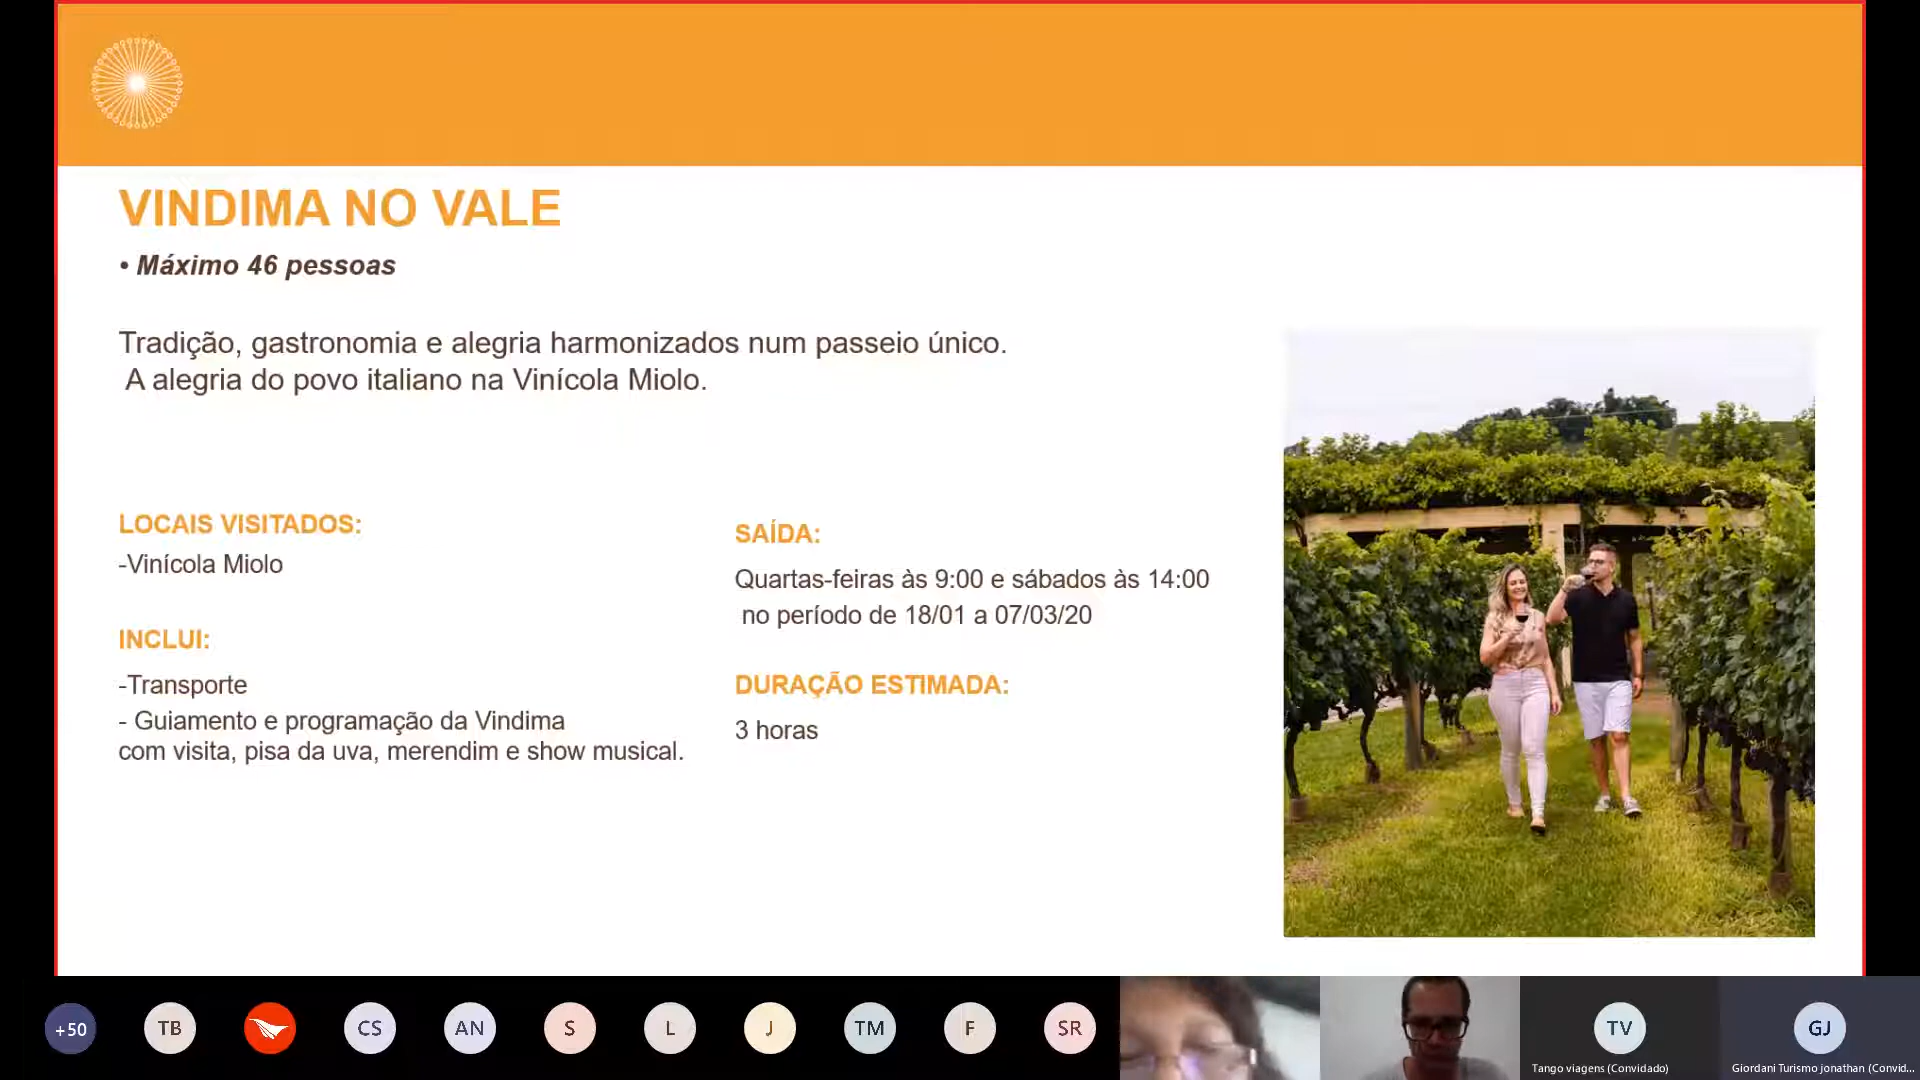 VINDIMA NO VALE
• Máximo 46 pessoas
Tradição, gastronomia e alegria harmonizados num passeio único.
A alegria do povo italiano na Vinícola Miolo.
LOCAIS VISITADOS:
-Vinícola Miolo
INCLUI:
-Transporte
- Guiamento e programação da Vindima
com visita, pisa da uva, merendim e show musical.
SAÍDA:
Quartas-feiras às 9:00 e sábados às 14:00
no período de 18/01 a 07/03/20
DURAÇÃO ESTIMADA:
3 horas
+50
TB
CS
AN
S
L
J
TM
F
SR
TV
GJ
Tango viagens (Convidado)
Giordani Turismo jonathan (Convid...